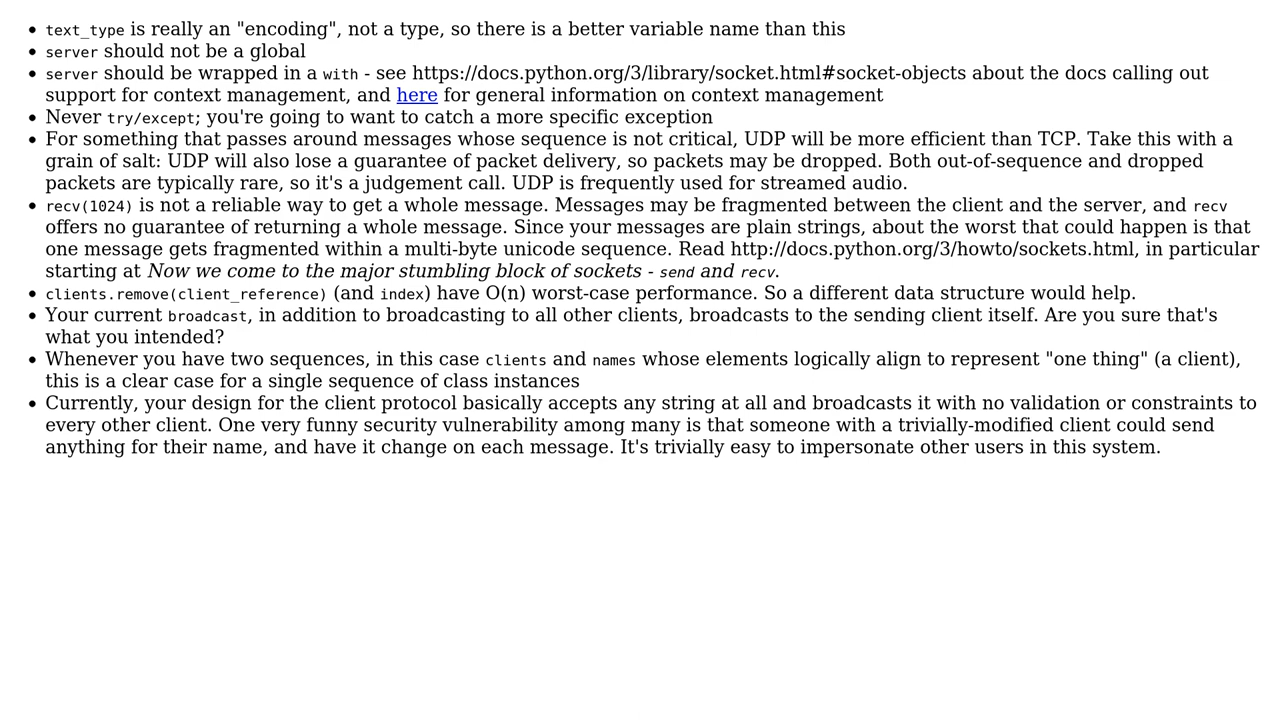 • text_type is really an "encoding", not a type, so there is a better variable name than this
• server should not be a global
• server should be wrapped in a with - see https://docs.python.org/3/library/socket.html#socket-objects about the docs calling out
support for context management, and here for general information on context management
• Never try/except; you're going to want to catch a more specific exception
• For something that passes around messages whose sequence is not critical, UDP will be more efficient than TCP. Take this with a
grain of salt: UDP will also lose a guarantee of packet delivery, so packets may be dropped. Both out-of-sequence and dropped
packets are typically rare, so it's a judgement call. UDP is frequently used for streamed audio.
• recv(1024) is not a reliable way to get a whole message. Messages may be fragmented between the client and the server, and recv
offers no guarantee of returning a whole message. Since your messages are plain strings, about the worst that could happen is that
one message gets fragmented within a multi-byte unicode sequence. Read http://docs.python.org/3/howto/sockets.html, in particular
starting at Now we come to the major stumbling block of sockets - send and recv.
• clients.remove(client_reference) (and index) have O(n) worst-case performance. So a different data structure would help.
• Your current broadcast, in addition to broadcasting to all other clients, broadcasts to the sending client itself. Are you sure that's
what you intended?
• Whenever you have two sequences, in this case clients and names whose elements logically align to represent "one thing" (a client),
this is a clear case for a single sequence of class instances
• Currently, your design for the client protocol basically accepts any string at all and broadcasts it with no validation or constraints to
every other client. One very funny security vulnerability among many is that someone with a trivially-modified client could send
anything for their name, and have it change on each message. It's trivially easy to impersonate other users in this system.